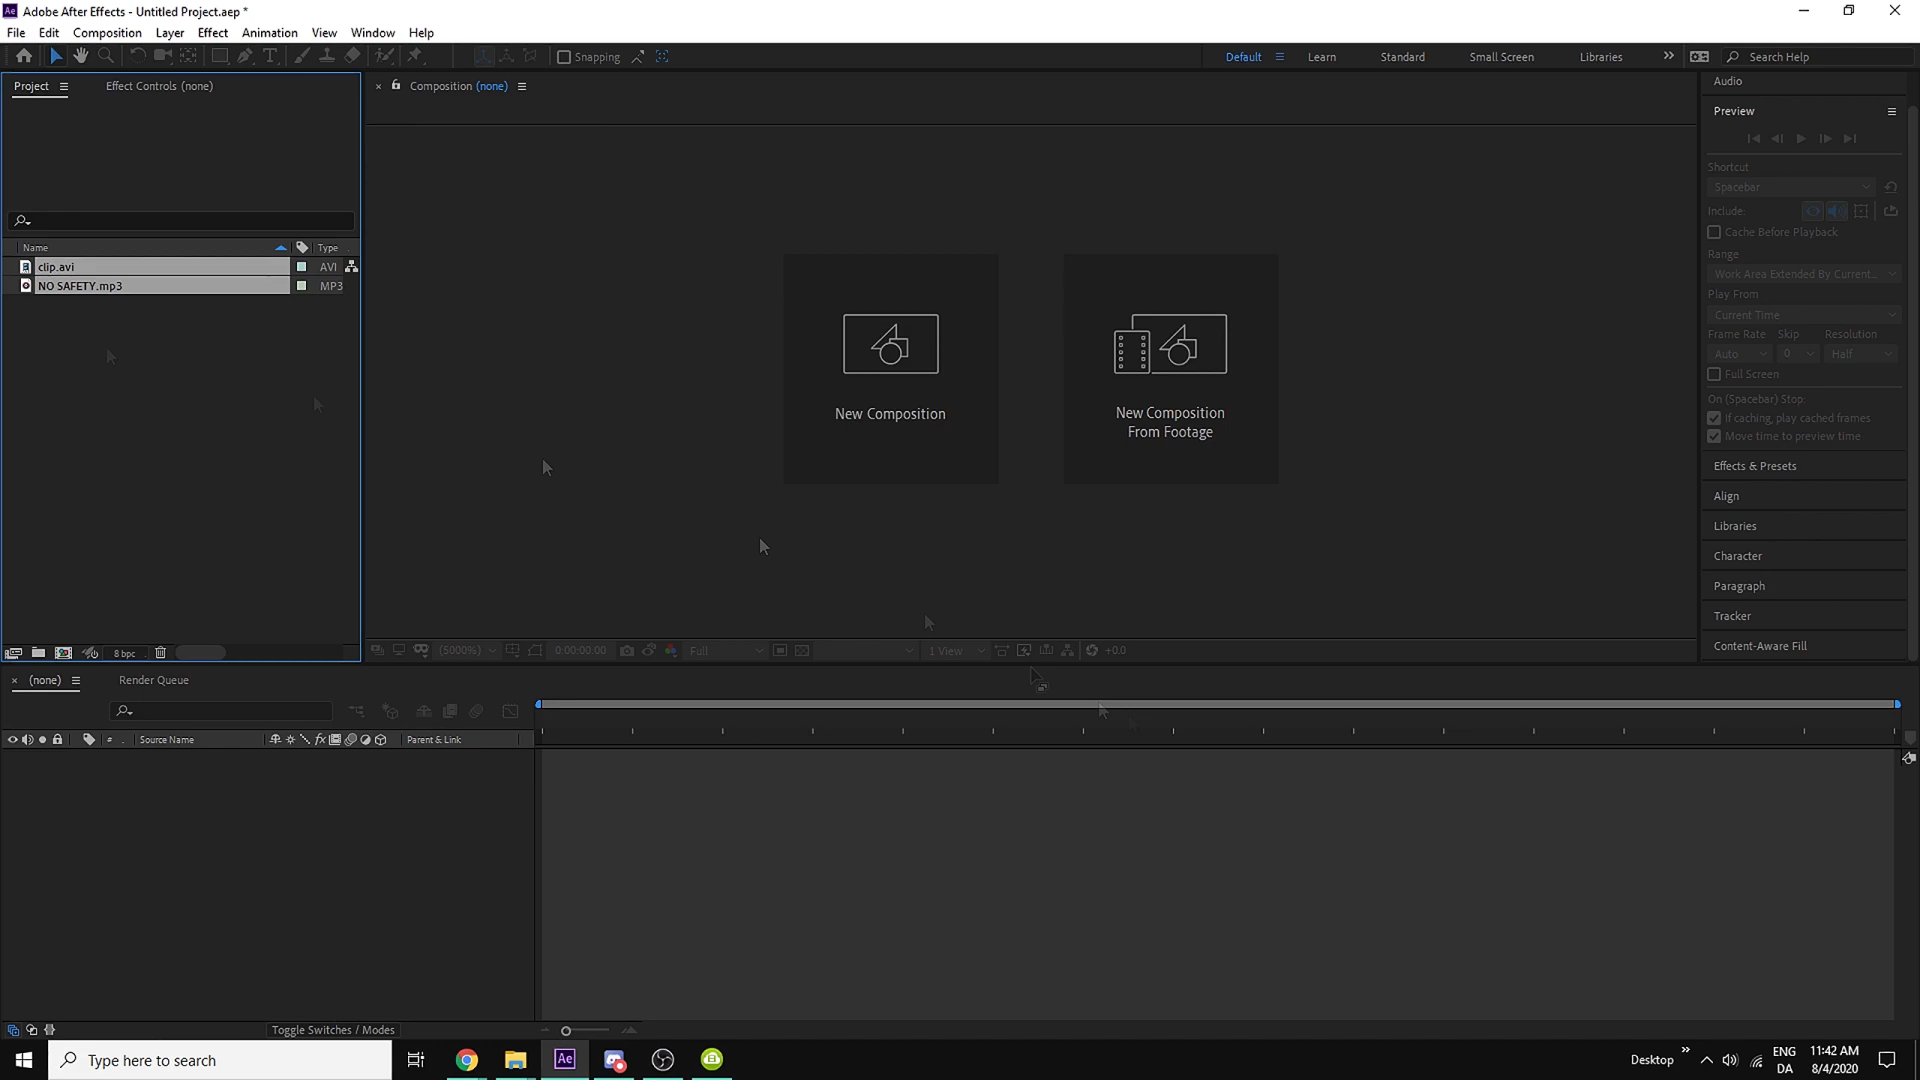 Ae Adobe After Effects - Untitled Project.aep *
File Edit Composition Layer Effect Animation View Window Help
Snapping
Default Learn Standard Small Screen Libraries Search Help
Project Effect Controls (none)
Composition (none)
Audio
Preview
Shortcut
Spacebar
Include:
Cache Before Playback
Range
Work Area Extended By Current...
Play From
Current Time
Frame Rate Skip Resolution
Auto 0 Half
Full Screen
On (Spacebar) Stop:
If caching, play cached frames
Move time to preview time
Effects & Presets
Align
Libraries
Character
Paragraph
Tracker
Content-Aware Fill
Name Type
clip.avi AVI
NO SAFETY.mp3 MP3
New Composition
New Composition
From Footage
8 bpc
(5000%) 0:00:00:00 Full 1 View +0.0
(none) Render Queue
# Source Name fx Parent & Link
Toggle Switches / Modes
Type here to search
Ae
Desktop
ENG
DA
11:42 AM
8/4/2020